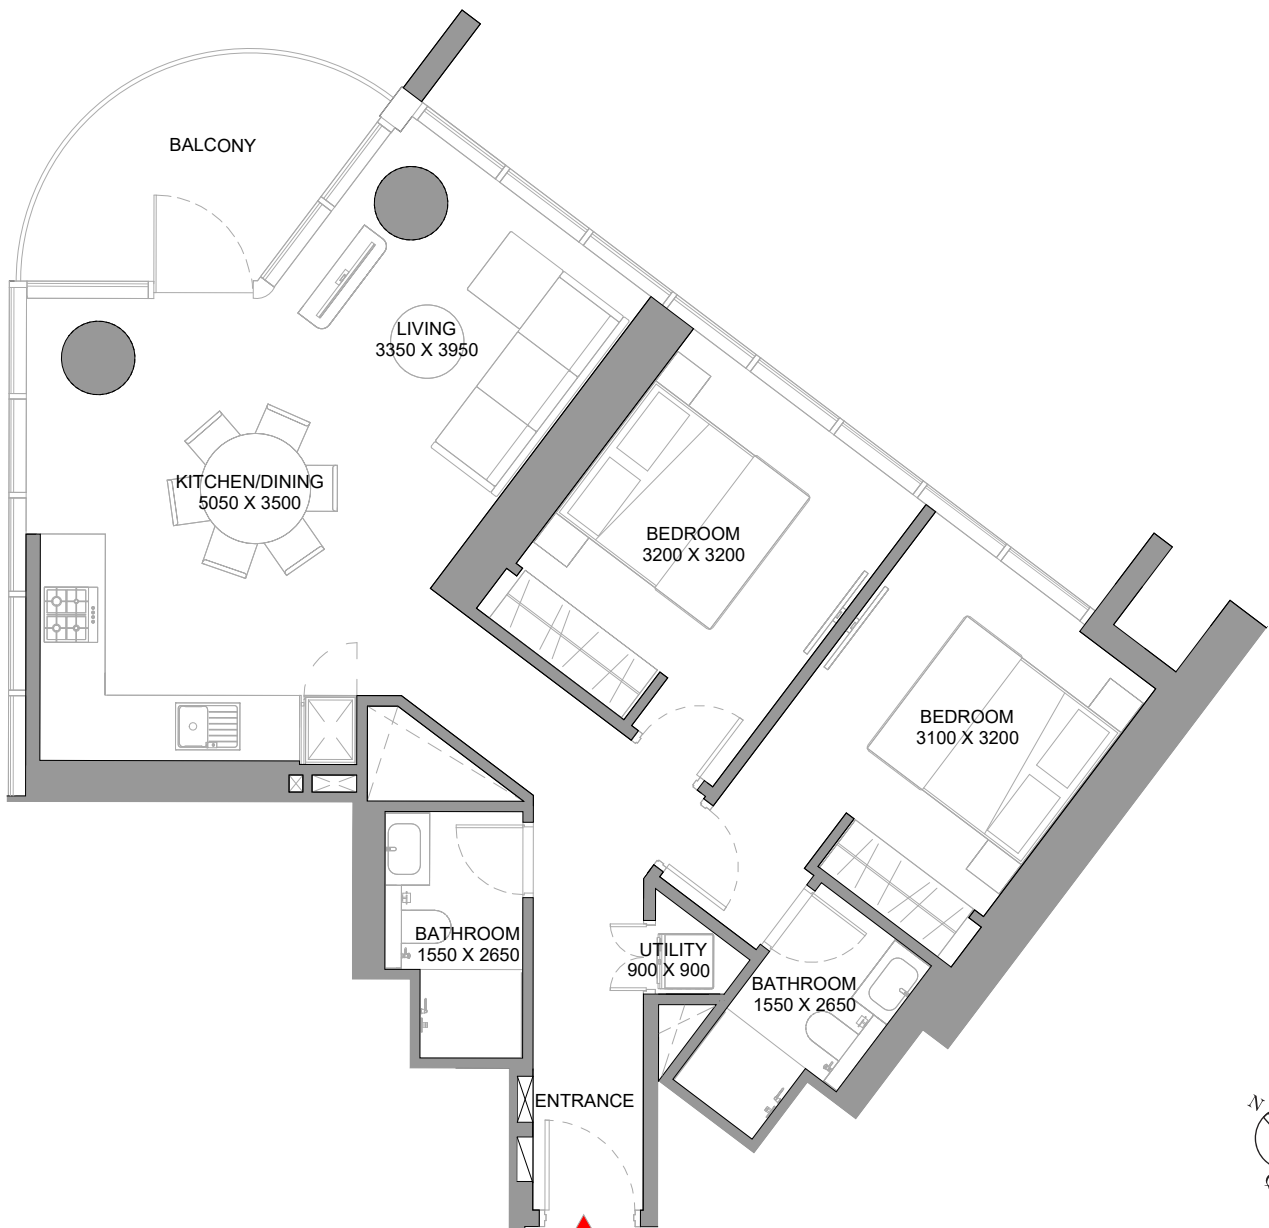 BALCONY
LIVING
3350 X 3950
KITCHEN/DINING
5050 X 3500
BEDROOM
3200 X 3200
BEDROOM
3100 X 3200
BATHROOM
1550 X 2650
UTILITY
900 X 900
BATHROOM
1550 X 2650
ENTRANCE
N